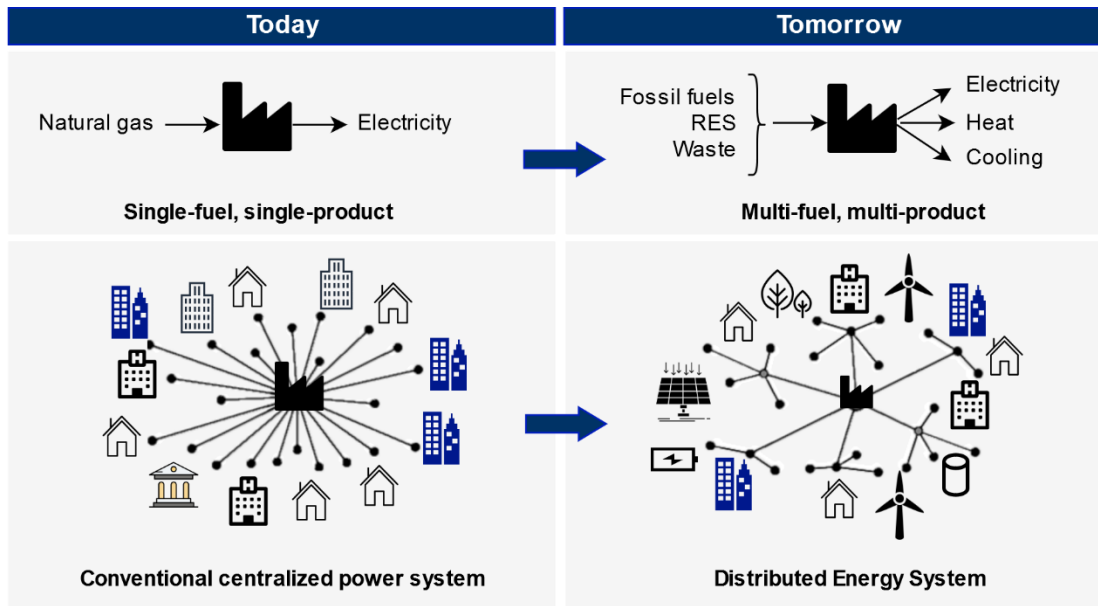 Today
Tomorrow
Natural gas
Electricity
Single-fuel, single-product
Fossil fuels
RES
Waste
Electricity
Heat
Cooling
Multi-fuel, multi-product
H
H
Conventional centralized power system
H
H
Distributed Energy System